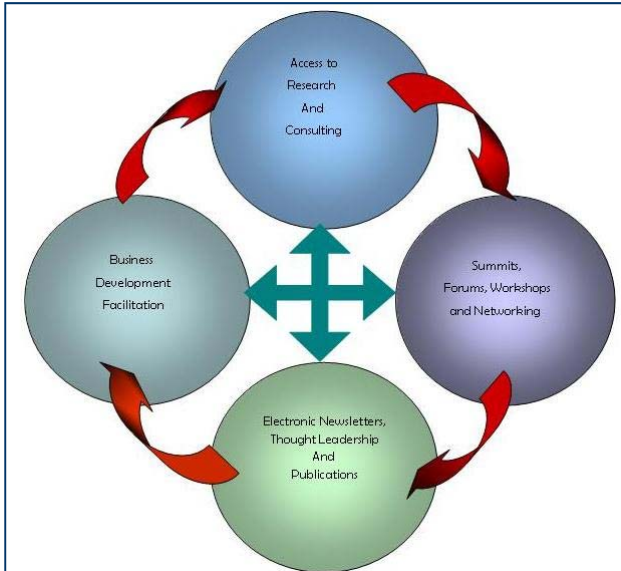 Access to
Research
And
Consulting
Business
Development
Facilitation
Summits,
Forums, Workshops
and Networking
Electronic Newsletters,
Thought Leadership
And
Publications